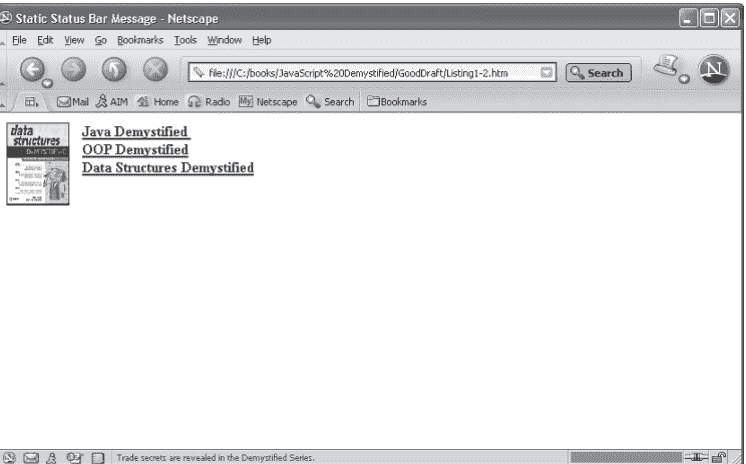 Static Status Bar Message - Netscape
File Edit View Go Bookmarks Tools Window Help
file:///C:/books/JavaScript%20Demystified/GoodDraft/Listing1-2.htm Search N
Mail AIM Home Radio My Netscape Search Bookmarks
data
structures
DeMYSTiFieD
Java Demystified
OOP Demystified
Data Structures Demystified
Trade secrets are revealed in the Demystified Series.